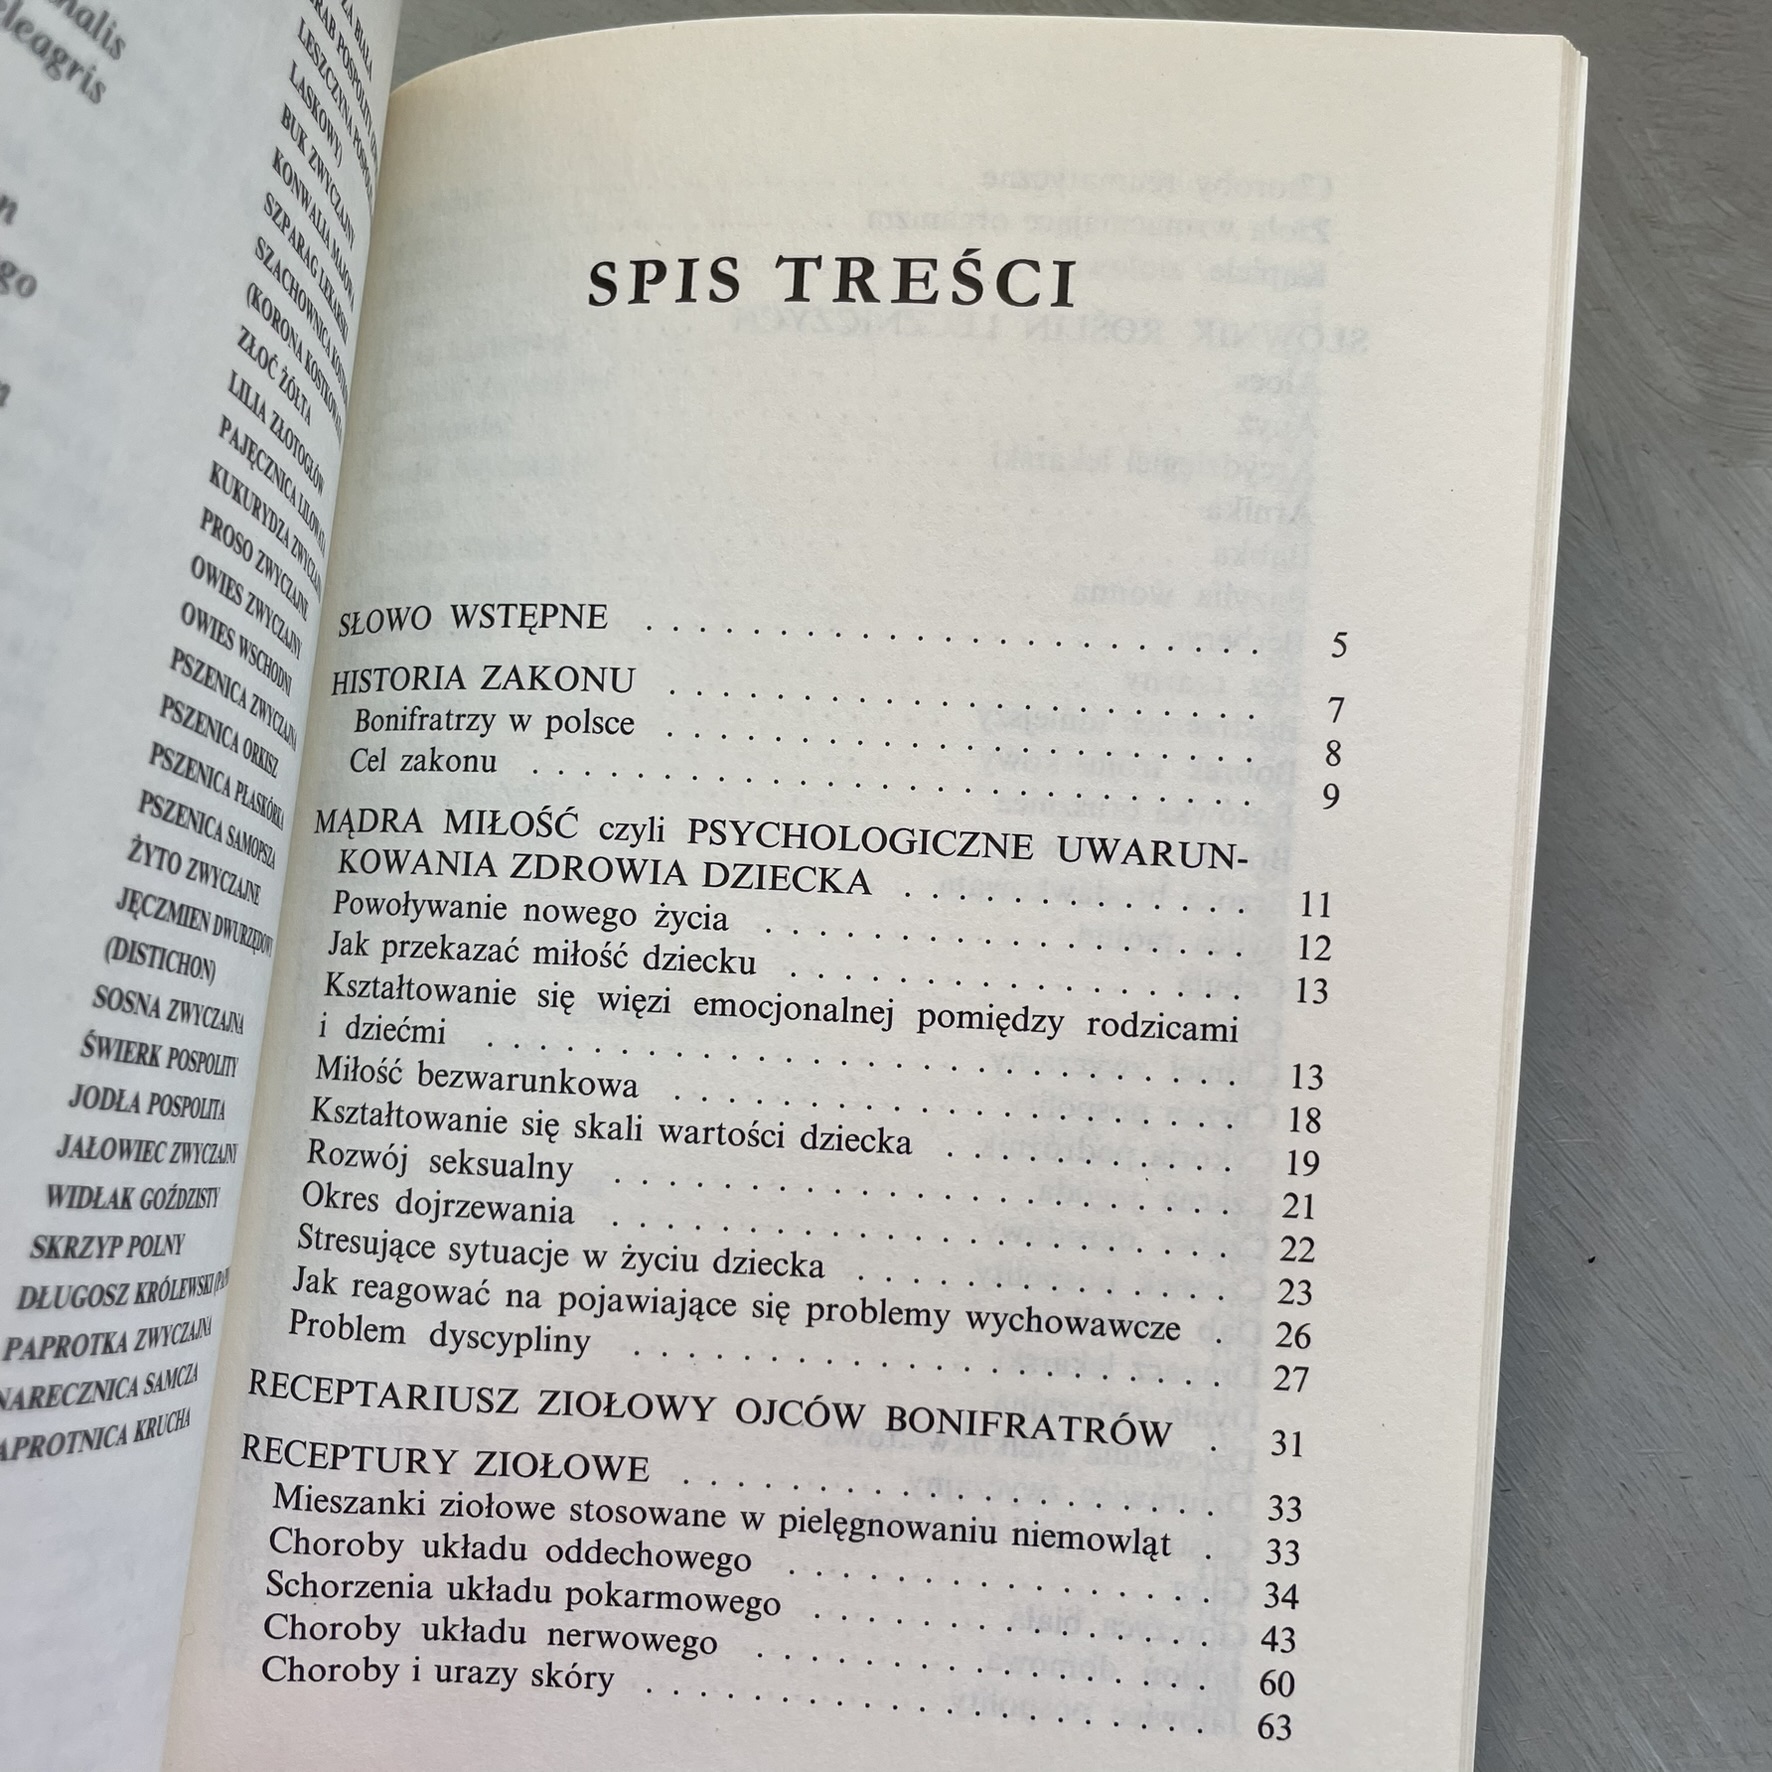 ZA BIAŁA
LESZCZYNA
LASKOWY)
BUK ZWYCZAJNY
KONWALIA MAJOWA
SZPARAG LEKARSKI
SZACHOWNICA
(KORONA
ZŁOĆ ŻÓŁTA
LILIA ZŁOTOGŁÓW
PAJĘCZNICA LILIOWATA
KUKURYDZA ZWYCZAJNA
PROSO ZWYCZAJNE
OWIES ZWYCZAJNY
OWIES WSCHODNI
PSZENICA ZWYCZAJNA
PSZENICA ORKISZ
PSZENICA PŁASKURKA
PSZENICA SAMOPSZA
ŻYTO ZWYCZAJNE
JĘCZMIEN DWURZĘDOWY
(DISTICHON)
SOSNA ZWYCZAJNA
ŚWIERK POSPOLITY
JODŁA POSPOLITA
JAŁOWIEC ZWYCZAJNY
WIDŁAK GOŹDZISTY
SKRZYP POLNY
DŁUGOSZ KRÓLEWSKI
PAPROTKA ZWYCZAJNA
NARECZNICA SAMCZA
APROTNICA KRUCHA
SPIS TREŚCI
SŁOWO WSTĘPNE . . . . . . . . . . . . . . . . . . . . . . 5
HISTORIA ZAKONU . . . . . . . . . . . . . . . . . . . . . 7
Bonifratrzy w polsce . . . . . . . . . . . . . . . . . . . . . 8
Cel zakonu . . . . . . . . . . . . . . . . . . . . . . . . . . 9
MĄDRA MIŁOŚĆ czyli PSYCHOLOGICZNE UWARUN-
KOWANIA ZDROWIA DZIECKA . . . . . . . . . . . . . 11
Powoływanie nowego życia . . . . . . . . . . . . . . . . . 12
Jak przekazać miłość dziecku . . . . . . . . . . . . . . . . 13
Kształtowanie się więzi emocjonalnej pomiędzy rodzicami
i dziećmi . . . . . . . . . . . . . . . . . . . . . . . . . . . 13
Miłość bezwarunkowa . . . . . . . . . . . . . . . . . . . . 18
Kształtowanie się skali wartości dziecka . . . . . . . . . . . 19
Rozwój seksualny . . . . . . . . . . . . . . . . . . . . . . 21
Okres dojrzewania . . . . . . . . . . . . . . . . . . . . . . 22
Stresujące sytuacje w życiu dziecka . . . . . . . . . . . . . 23
Jak reagować na pojawiające się problemy wychowawcze . 26
Problem dyscypliny . . . . . . . . . . . . . . . . . . . . . 27
RECEPTARIUSZ ZIOŁOWY OJCÓW BONIFRATRÓW . 31
RECEPTURY ZIOŁOWE . . . . . . . . . . . . . . . . . . . 33
Mieszanki ziołowe stosowane w pielęgnowaniu niemowląt . 33
Choroby układu oddechowego . . . . . . . . . . . . . . . 34
Schorzenia układu pokarmowego . . . . . . . . . . . . . . 43
Choroby układu nerwowego . . . . . . . . . . . . . . . . 60
Choroby i urazy skóry . . . . . . . . . . . . . . . . . . . . 63